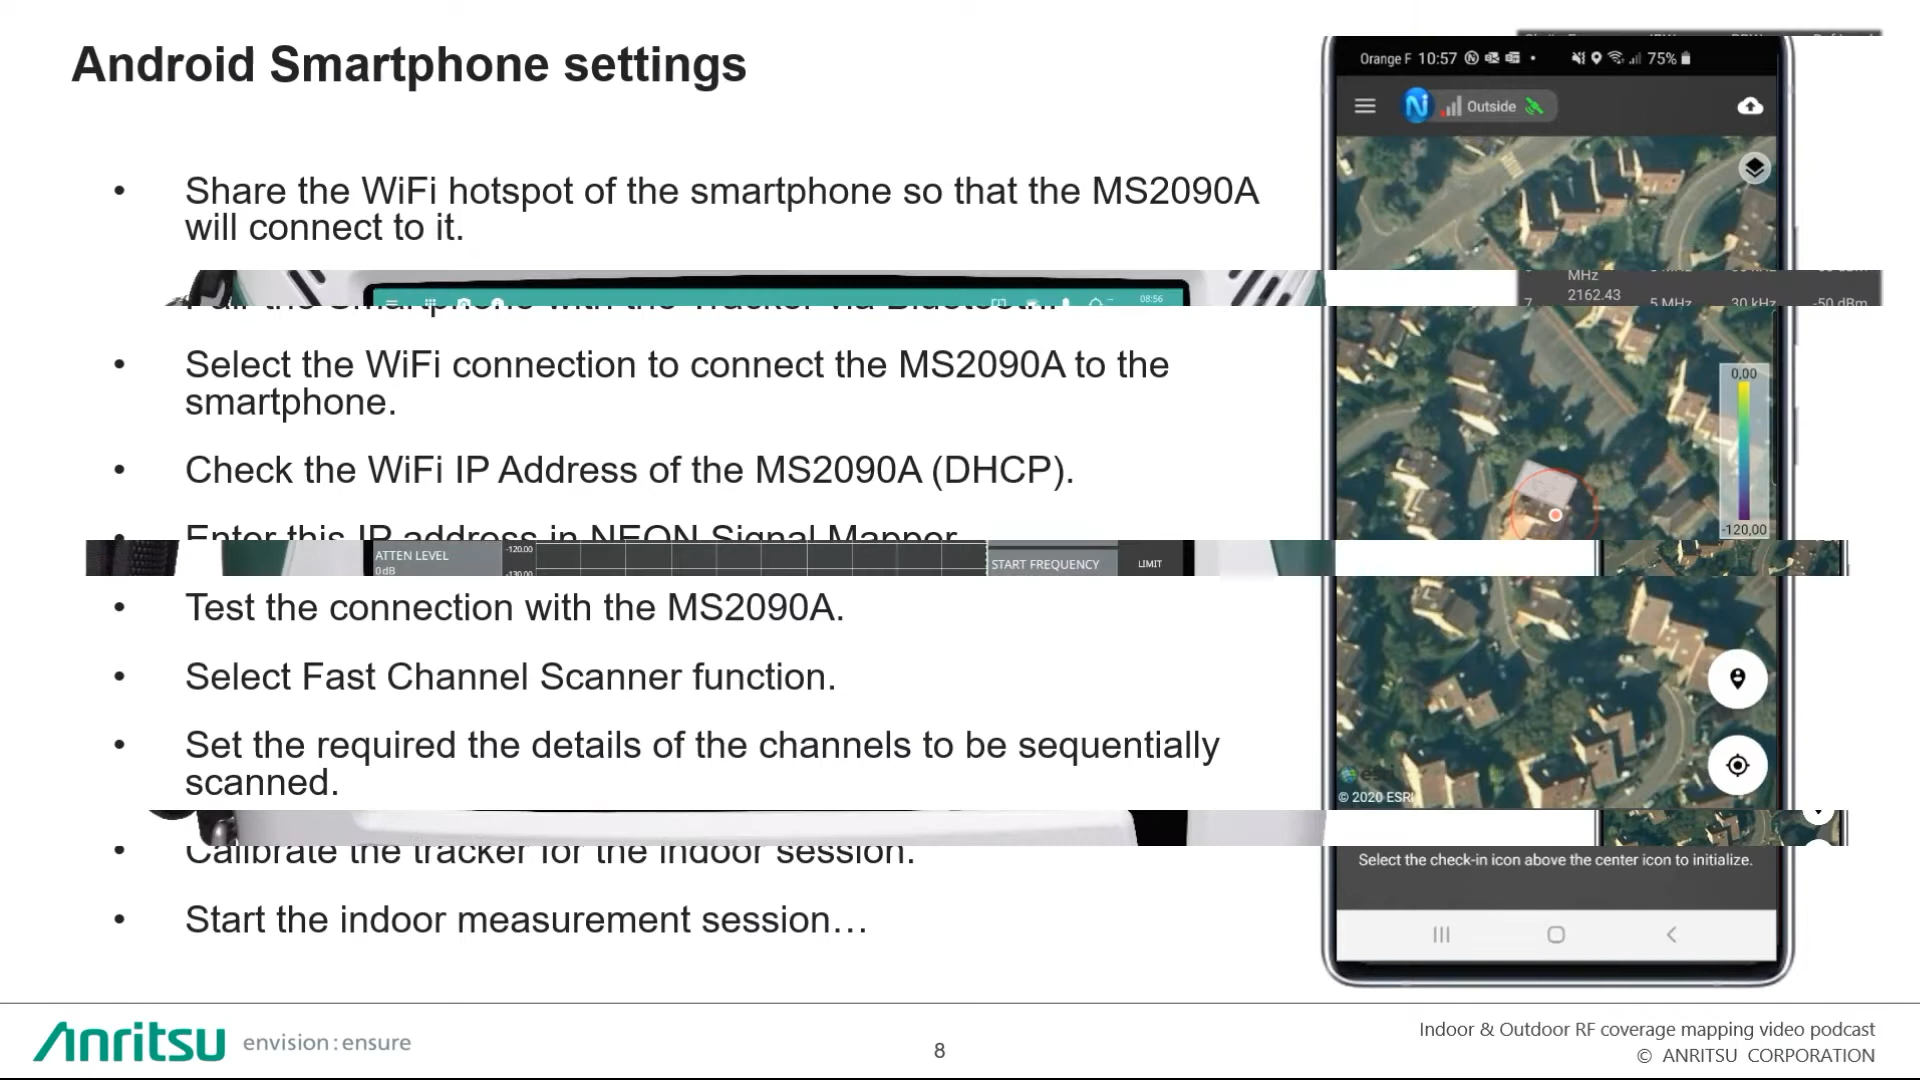 Android Smartphone settings
Share the WiFi hotspot of the smartphone so that the MS2090A
will connect to it.
Pair the Smartphone with the Tracker via Bluetooth.
Select the WiFi connection to connect the MS2090A to the
smartphone.
Check the WiFi IP Address of the MS2090A (DHCP).
Enter this IP address in NEON Signal Mapper
Test the connection with the MS2090A.
Select Fast Channel Scanner function.
Set the required the details of the channels to be sequentially
scanned.
Calibrate the tracker for the indoor session.
Start the indoor measurement session…
08:56
ATTEN LEVEL
0 dB
-120.00
-130.00
START FREQUENCY
LIMIT
Orange F 10:57 75%
Outside
MHz
2162.43
7 5 MHz 30 kHz -50 dBm
0,00
-120,00
esri
© 2020 ESRI
Select the check-in icon above the center icon to initialize.
Anritsu envision : ensure
8
Indoor & Outdoor RF coverage mapping video podcast
© ANRITSU CORPORATION